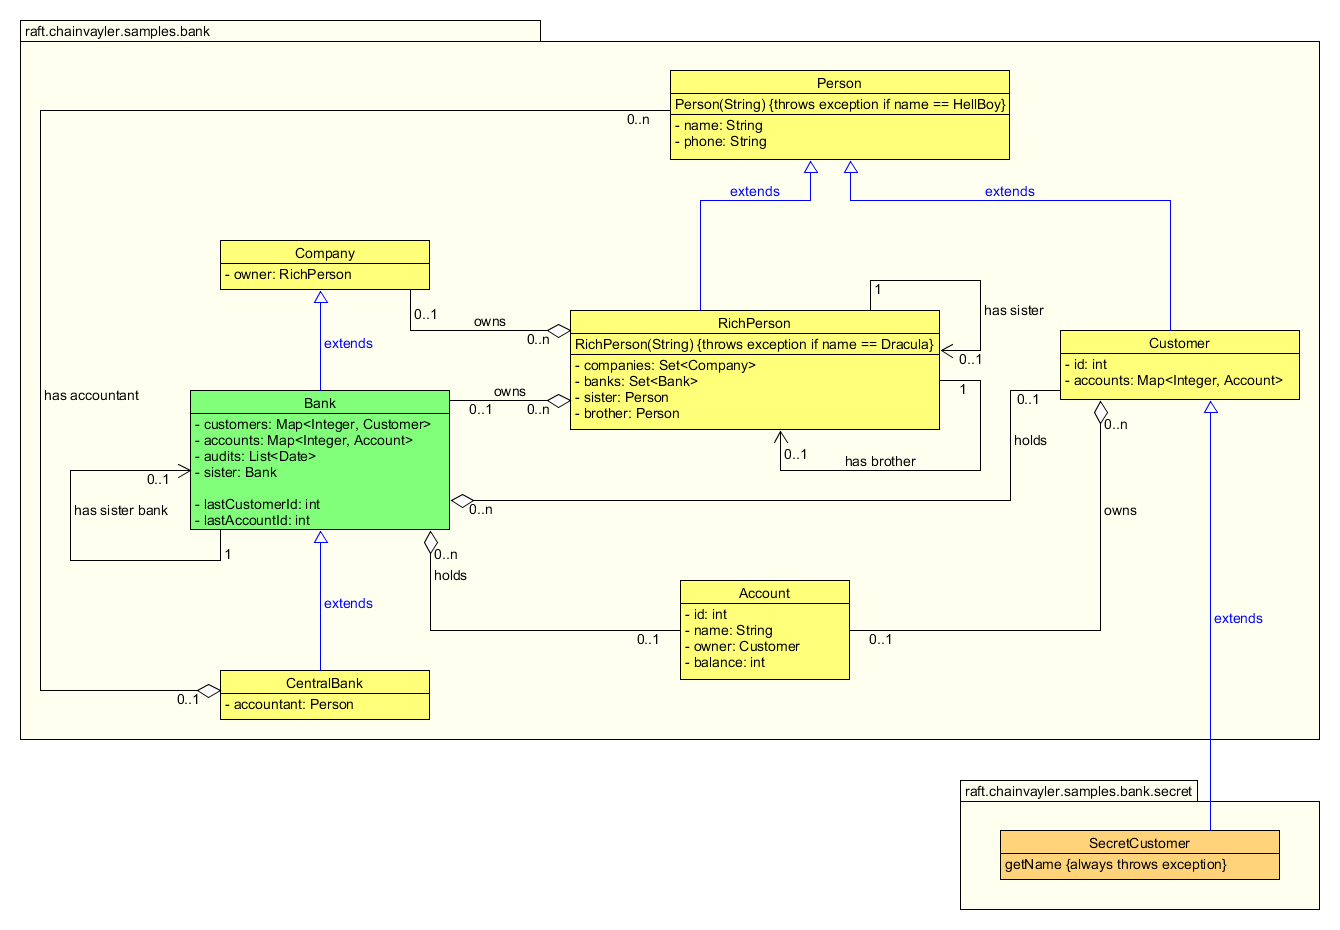 raft.chainvayler.samples.bank
Person
Person(String) {throws exception if name == HellBoy}
- name: String
- phone: String
0..n
extends
extends
Company
- owner: RichPerson
0..1
owns
0..n
extends
RichPerson
RichPerson(String) {throws exception if name == Dracula}
- companies: Set<Company>
- banks: Set<Bank>
- sister: Person
- brother: Person
1
has sister
0..1
1
0..1
has brother
Customer
- id: int
- accounts: Map<Integer, Account>
0..1
0..n
holds
owns
has accountant
Bank
- customers: Map<Integer, Customer>
- accounts: Map<Integer, Account>
- audits: List<Date>
- sister: Bank
- lastCustomerId: int
- lastAccountId: int
owns
0..1
0..n
0..1
has sister bank
1
0..n
0..n
holds
extends
Account
- id: int
- name: String
- owner: Customer
- balance: int
0..1
0..1
extends
CentralBank
- accountant: Person
0..1
raft.chainvayler.samples.bank.secret
SecretCustomer
getName {always throws exception}